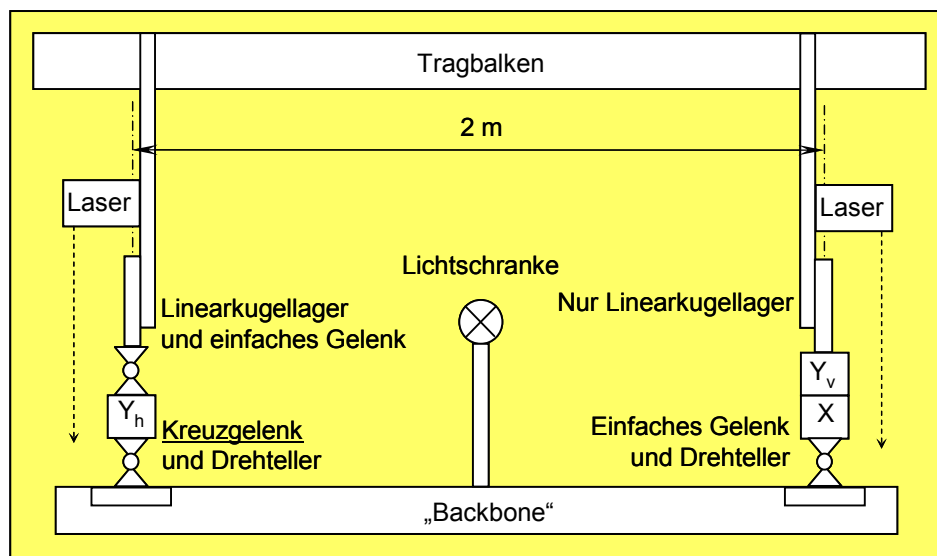 Tragbalken
2 m
Laser
Laser
Lichtschranke
Linearkugellager
und einfaches Gelenk
Nur Linearkugellager
Yh
Yv
X
Kreuzgelenk
und Drehteller
Einfaches Gelenk
und Drehteller
„Backbone“